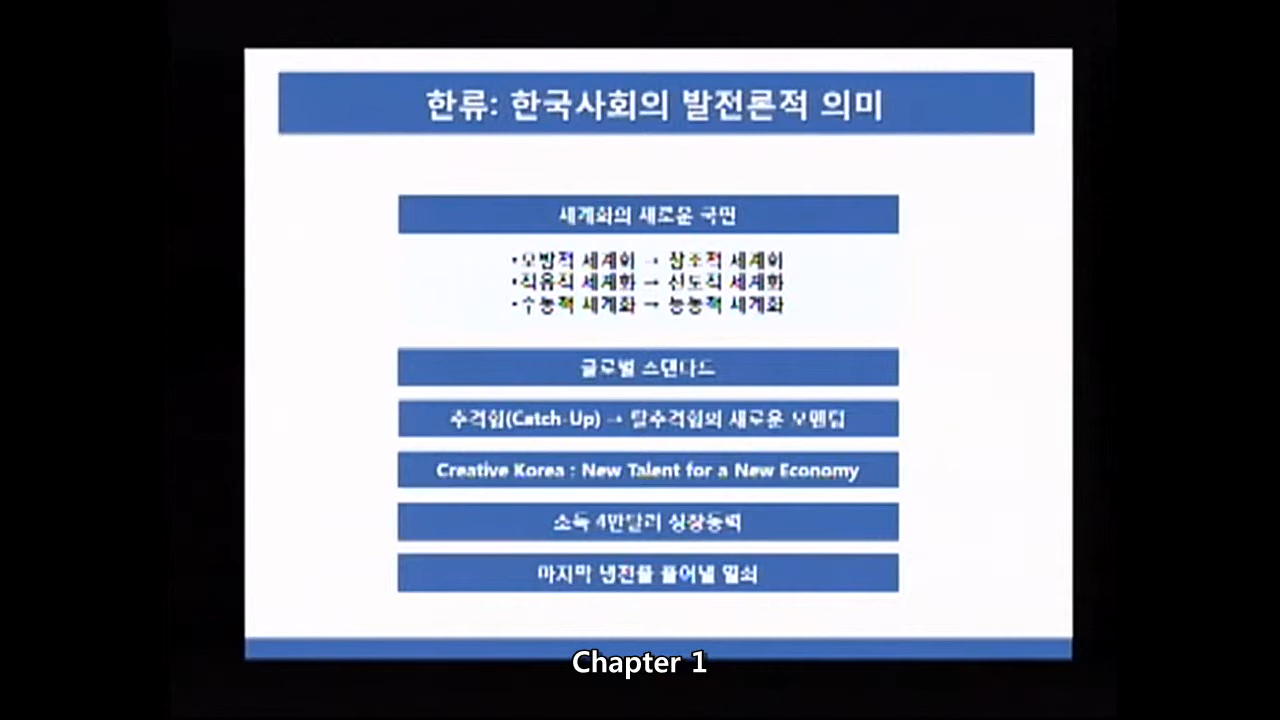 한류: 한국사회의 발전론적 의미
세계화의 새로운 국면
•모방적 세계화 → 창조적 세계화
세계화 → 선도적 세계화
•수동적 세계화 → 능동적 세계화
글로벌 스탠다드
추격형(Catch-Up) → 탈추격형의 새로운 모멘텀
Creative Korea : New Talent for a New Economy
소득 4만달러 성장동력
마지막 냉전을 풀어낼 열쇠
Chapter 1